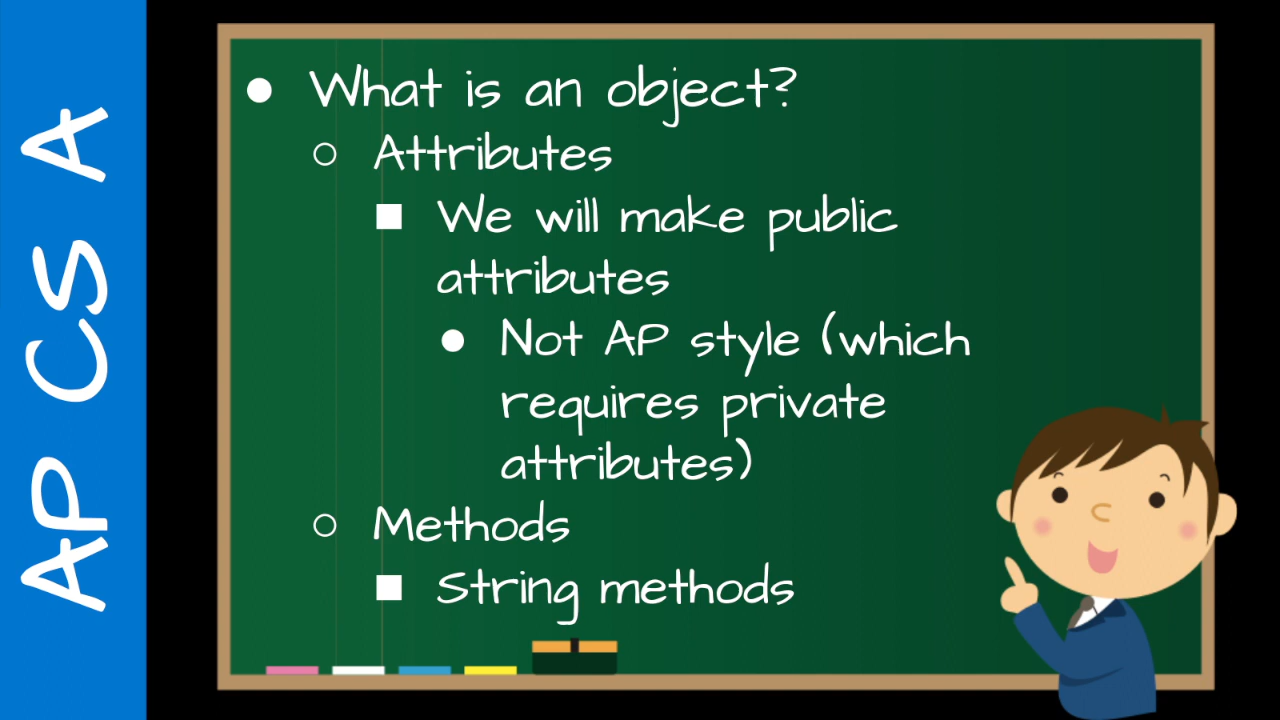 AP CS A
What is an object?
Attributes
We will make public
attributes
Not AP style (which
requires private
attributes)
Methods
String methods